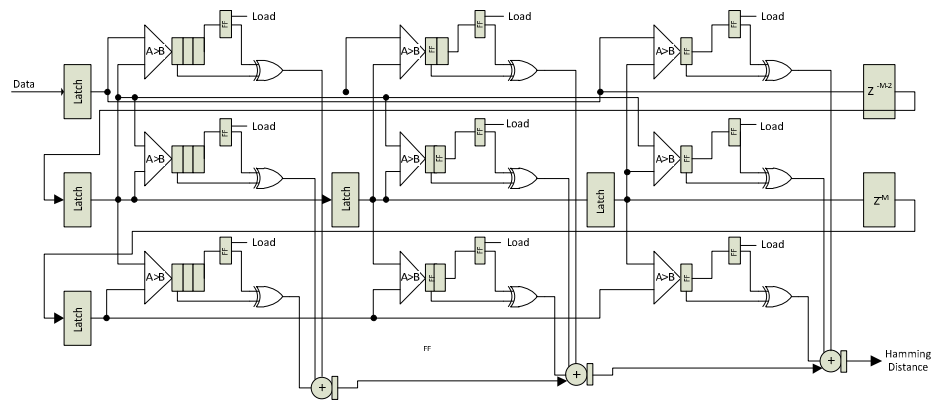 FF Load FF Load FF Load
A>B A>B FF A>B FF
Data Latch Z -M-2
FF Load FF Load FF Load
A>B A>B FF A>B FF
Latch Latch Latch Z-M
FF Load FF Load FF Load
A>B A>B FF A>B FF
Latch
FF
+ + + Hamming
Distance